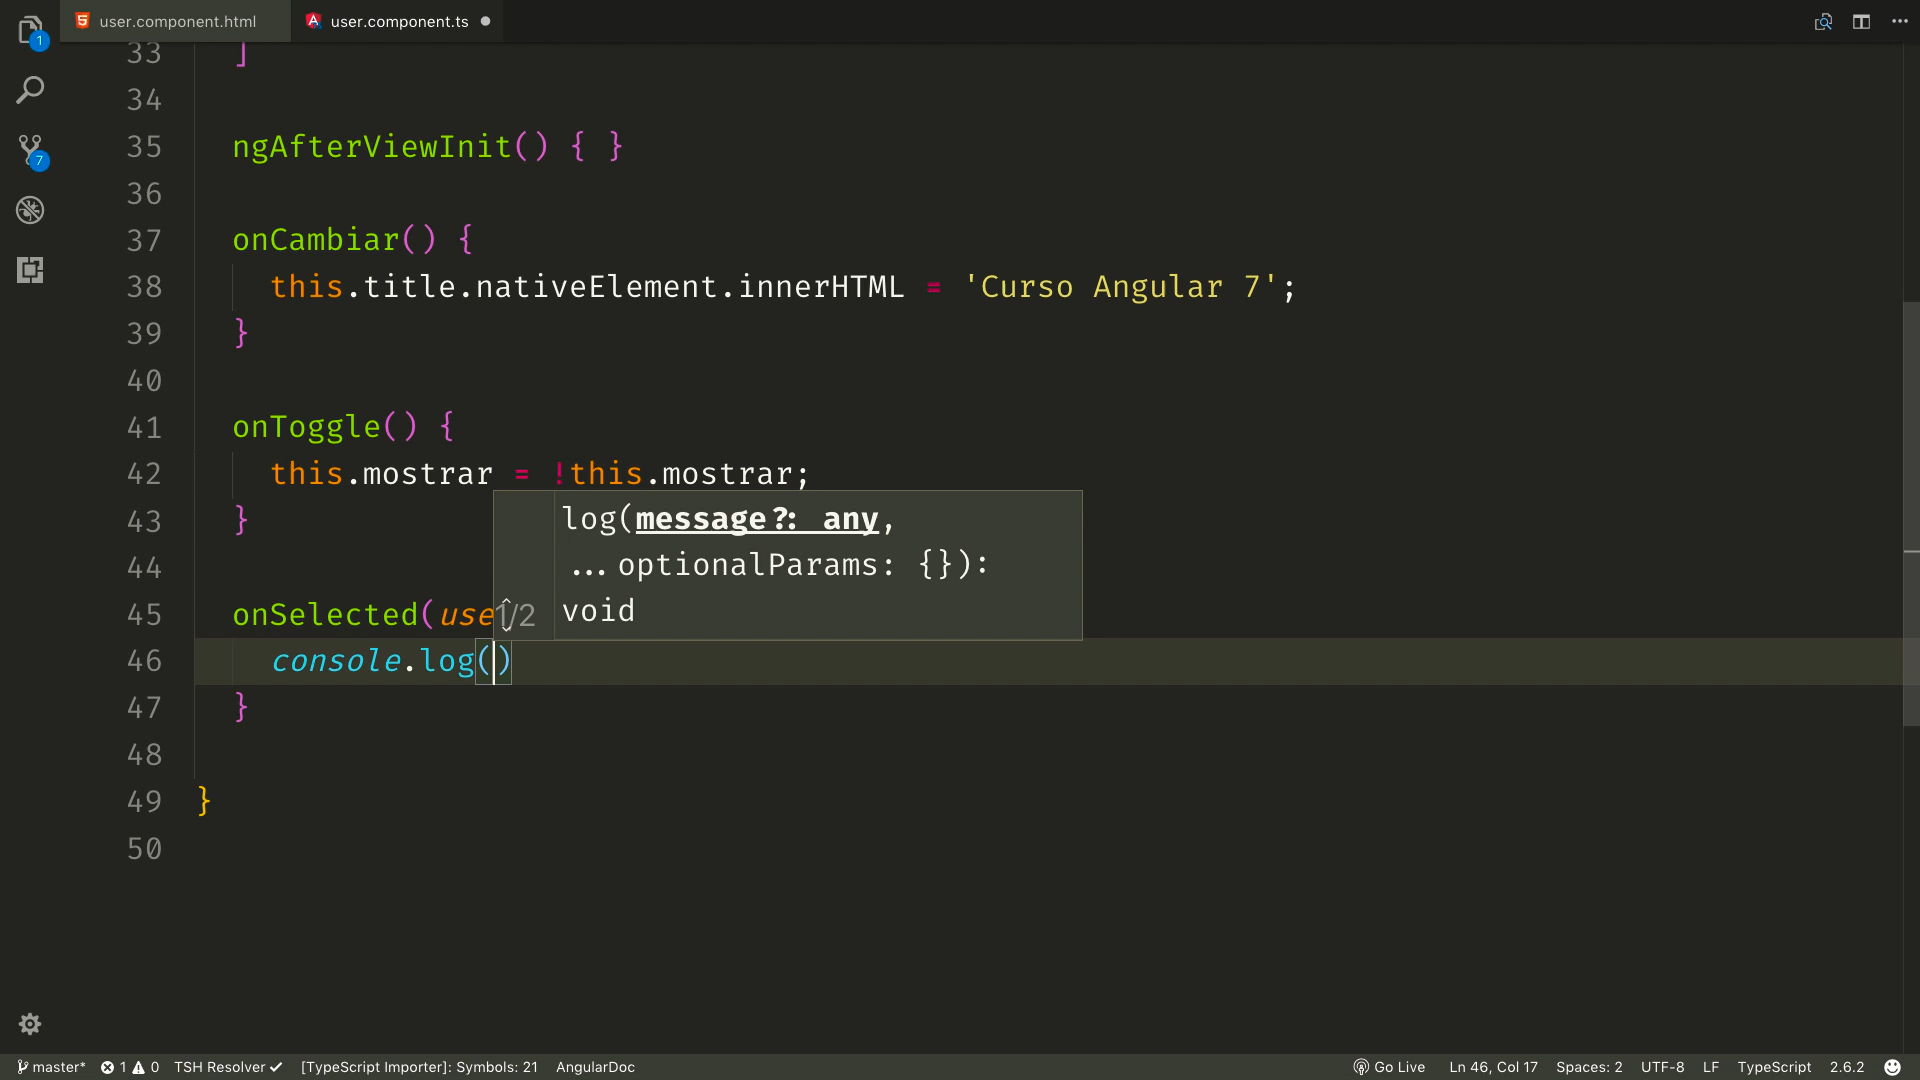 user.component.html
user.component.ts
1
7
33 ]
34
35 ngAfterViewInit() { }
36
37 onCambiar() {
38 this.title.nativeElement.innerHTML = 'Curso Angular 7';
39 }
40
41 onToggle() {
42 this.mostrar = !this.mostrar;
43 }
44
45 onSelected(use
log(message?: any,
...optionalParams: {}):
1/2 void
46 console.log()
47 }
48
49 }
50
master* 1 0 TSH Resolver [TypeScript Importer]: Symbols: 21 AngularDoc Go Live Ln 46, Col 17 Spaces: 2 UTF-8 LF TypeScript 2.6.2